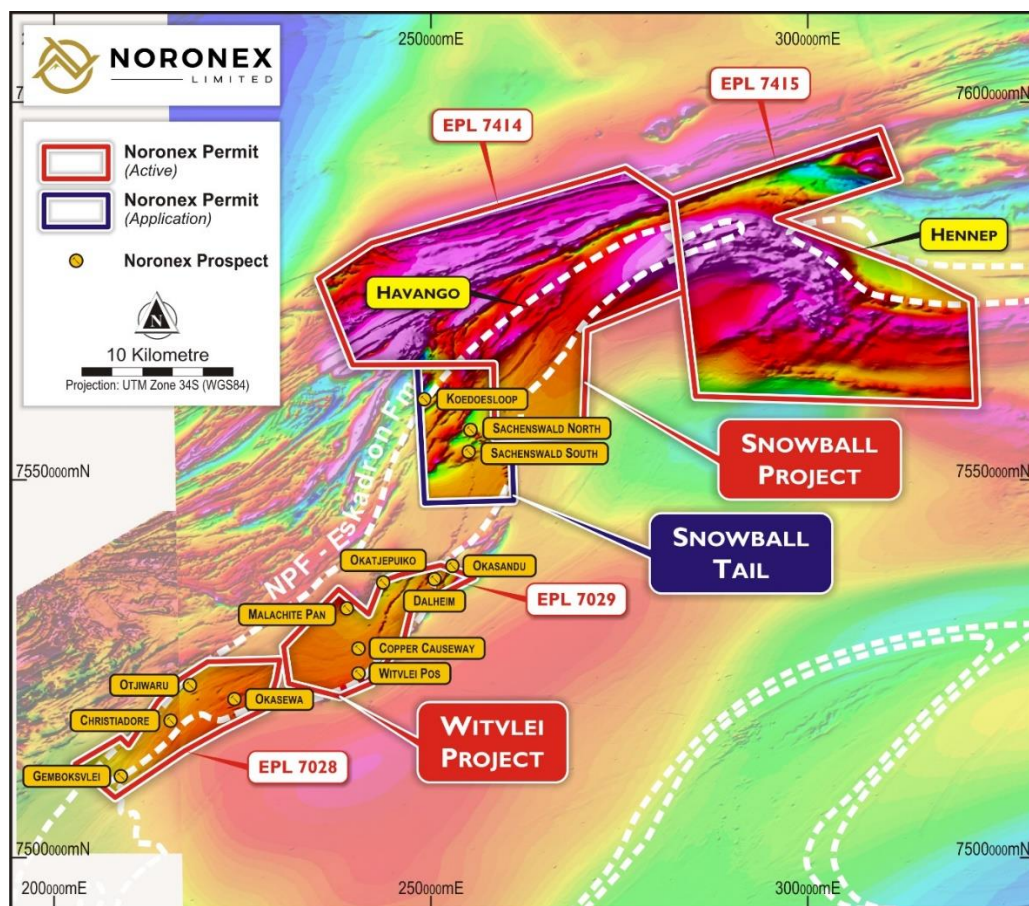 250000mE
300000mE
NORONEX
LIMITED
7600000mN
EPL 7415
EPL 7414
Noronex Permit
(Active)
Noronex Permit
(Application)
Noronex Prospect
N
10 Kilometre
Projection: UTM Zone 34S (WGS84)
HENNEP
HAVANGO
KOEDOESLOOP
SACHENSWALD NORTH
SACHENSWALD SOUTH
SNOWBALL
PROJECT
7550000mN
7550000mN
NPF - Eskadron Fm
SNOWBALL
TAIL
OKATJEPUIKO
OKASANDU
DALHEIM
EPL 7029
MALACHITE PAN
COPPER CAUSEWAY
WITVLEI POS
OTJIWARU
OKASEWA
CHRISTIADORE
WITVLEI
PROJECT
EPL 7028
GEMBOKSVLEI
7500000mN
7500000mN
200000mE
250000mE
300000mE